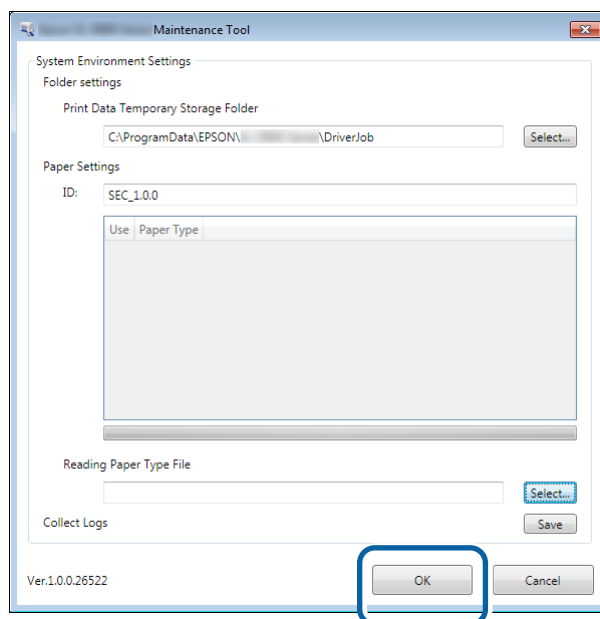 Maintenance Tool
System Environment Settings
Folder settings
Print Data Temporary Storage Folder
C:\ProgramData\EPSON\ \DriverJob
Select...
Paper Settings
ID:
SEC_1.0.0
Use Paper Type
Reading Paper Type File
Select...
Collect Logs
Save
Ver.1.0.0.26522
OK
Cancel